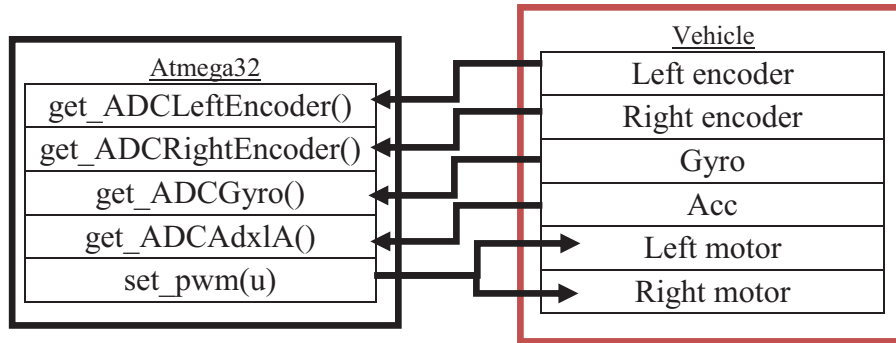 Atmega32
get_ADCLeftEncoder()
get_ADCRightEncoder()
get_ADCGyro()
get_ADCAdxlA()
set_pwm(u)
Vehicle
Left encoder
Right encoder
Gyro
Acc
Left motor
Right motor